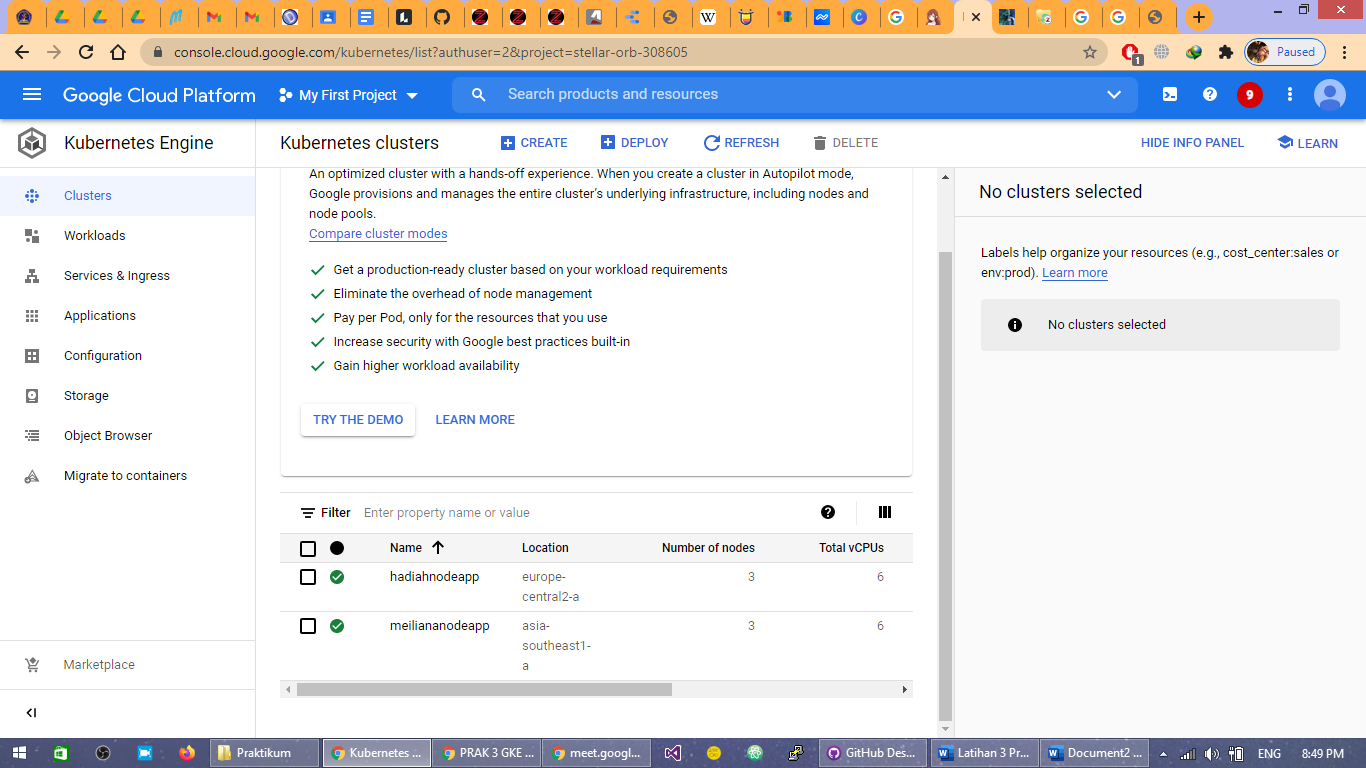 Paused
console.cloud.google.com/kubernetes/list?authuser=2&project=stellar-orb-308605
1
Google Cloud Platform
My First Project
Search products and resources
9
Kubernetes Engine
Kubernetes clusters
CREATE
DEPLOY
REFRESH
DELETE
HIDE INFO PANEL
LEARN
Clusters
Workloads
Services & Ingress
Applications
Configuration
Storage
Object Browser
Migrate to containers
Marketplace
An optimized cluster with a hands-off experience. When you create a cluster in Autopilot mode,
Google provisions and manages the entire cluster's underlying infrastructure, including nodes and
node pools.
Compare cluster modes
Get a production-ready cluster based on your workload requirements
Eliminate the overhead of node management
Pay per Pod, only for the resources that you use
Increase security with Google best practices built-in
Gain higher workload availability
TRY THE DEMO
LEARN MORE
Filter Enter property name or value
Name Location Number of nodes Total vCPUs
hadiahnodeapp europe- 3 6
central2-a
meiliananodeapp asia- 3 6
southeast1-
a
No clusters selected
Labels help organize your resources (e.g., cost_center:sales or
env:prod). Learn more
No clusters selected
Praktikum
Kubernetes ...
PRAK 3 GKE ...
meet.googl...
GitHub Des...
Latihan 3 Pr...
Document2 ...
ENG
8:49 PM